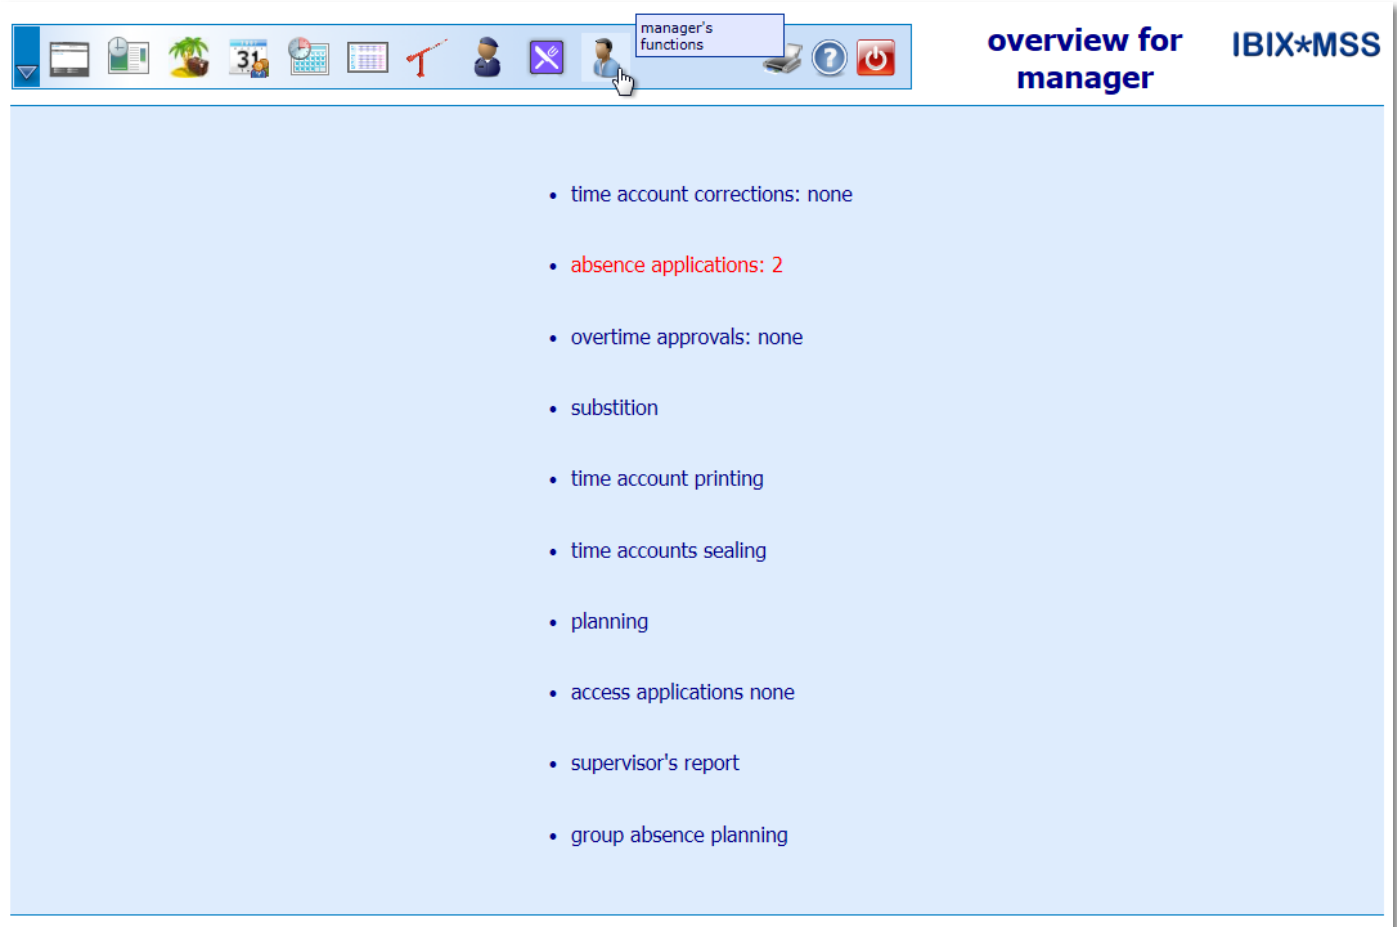 manager's
functions
overview for
manager
IBIX*MSS
31
• time account corrections: none
• absence applications: 2
• overtime approvals: none
• substition
• time account printing
• time accounts sealing
• planning
• access applications none
• supervisor's report
• group absence planning